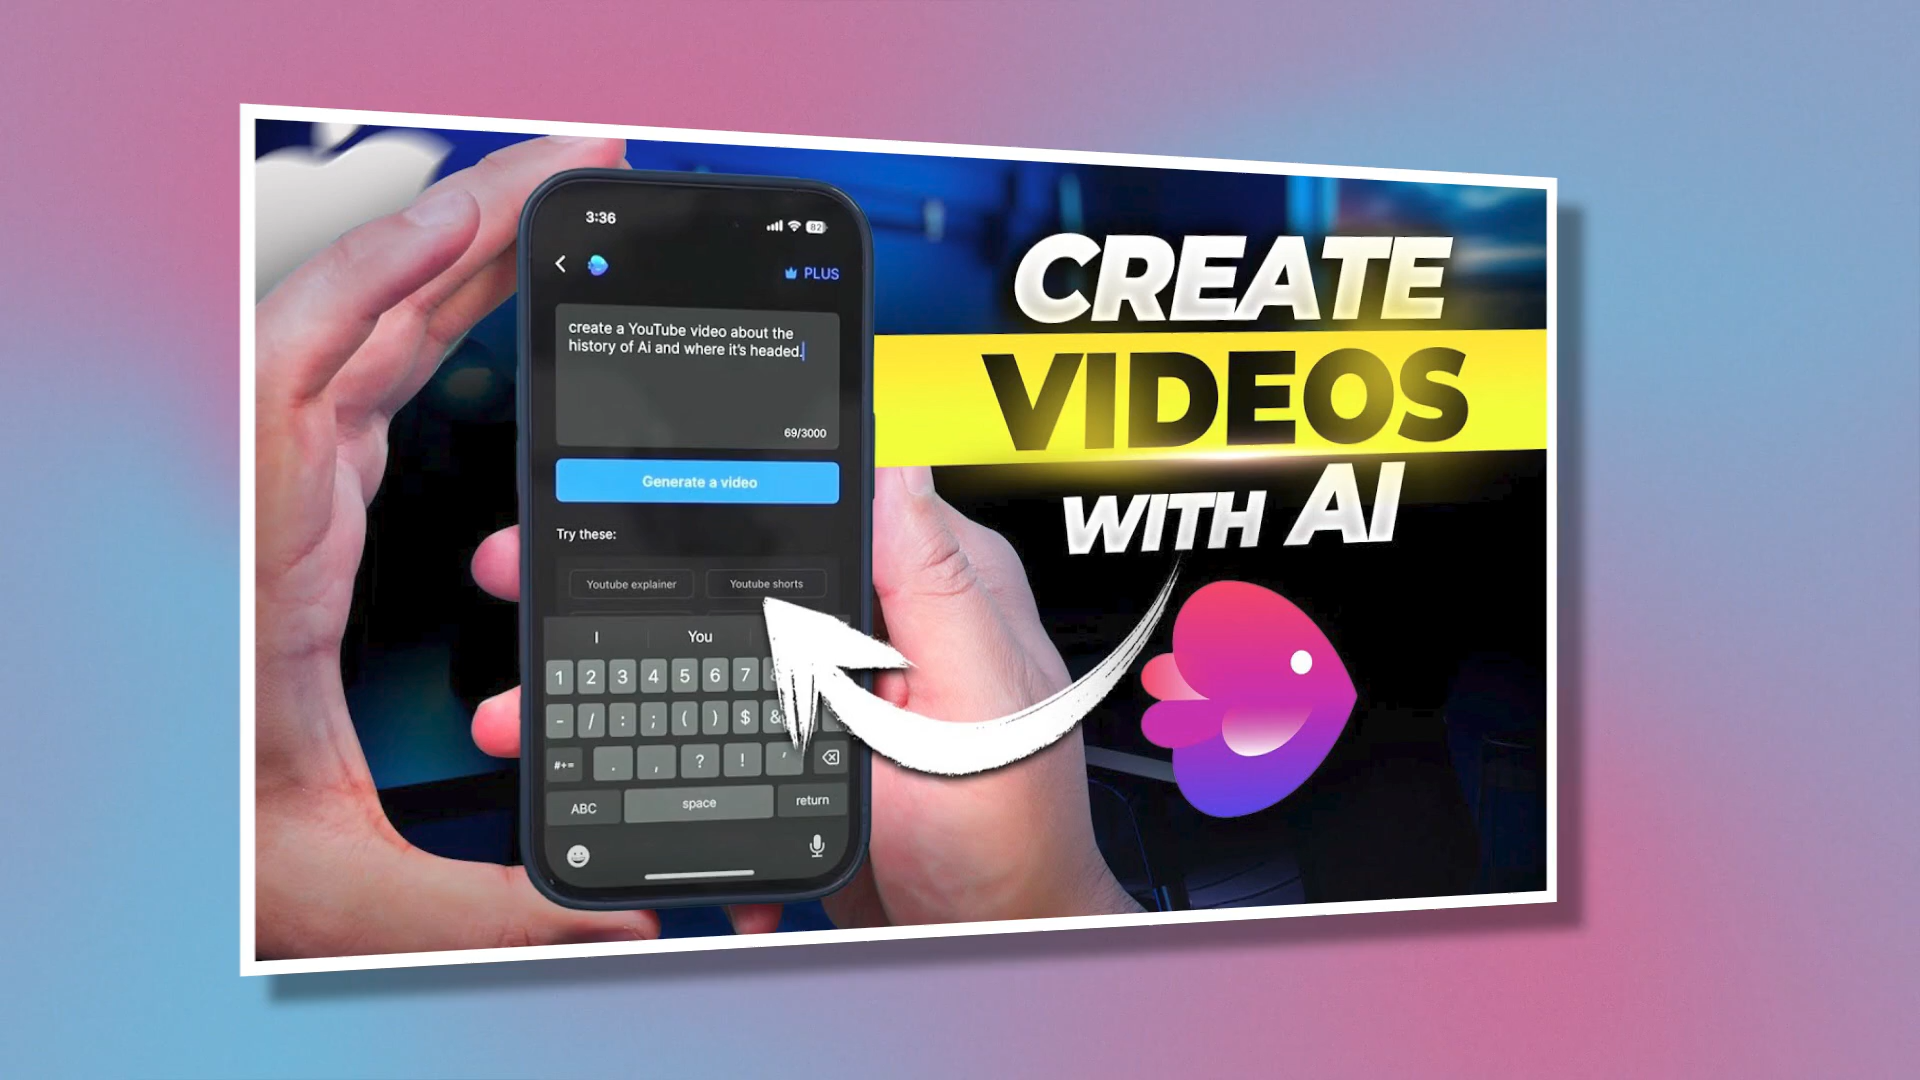 3:36
82
PLUS
create a YouTube video about the
history of Ai and where it's headed.
69/3000
Generate a video
Try these:
Youtube explainer
Youtube shorts
I
You
1 2 3 4 5 6 7
- / : ; ( ) $ &
#+= . , ? ! '
ABC space return
CREATE
VIDEOS
WITH AI